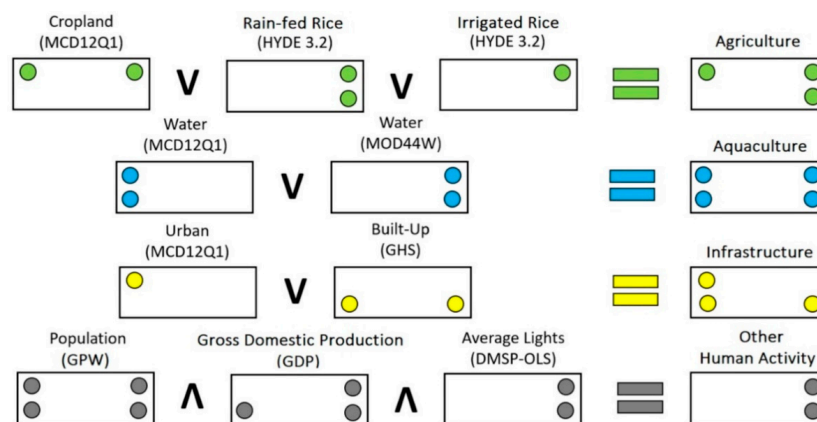 Cropland
(MCD12Q1)
Rain-fed Rice
(HYDE 3.2)
Irrigated Rice
(HYDE 3.2)
Agriculture
V
V
Water
(MCD12Q1)
Water
(MOD44W)
Aquaculture
V
Urban
(MCD12Q1)
Built-Up
(GHS)
Infrastructure
V
Population
(GPW)
Gross Domestic Production
(GDP)
Average Lights
(DMSP-OLS)
Other
Human Activity
Λ
Λ